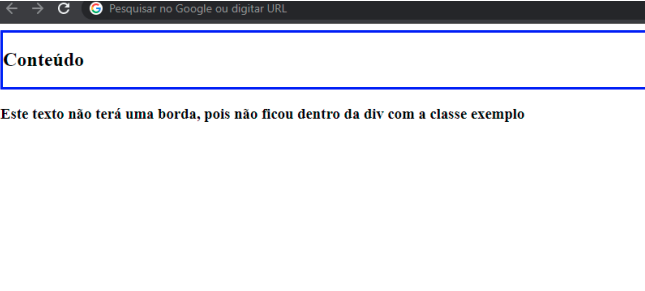 Pesquisar no Google ou digitar URL
Conteúdo
Este texto não terá uma borda, pois não ficou dentro da div com a classe exemplo